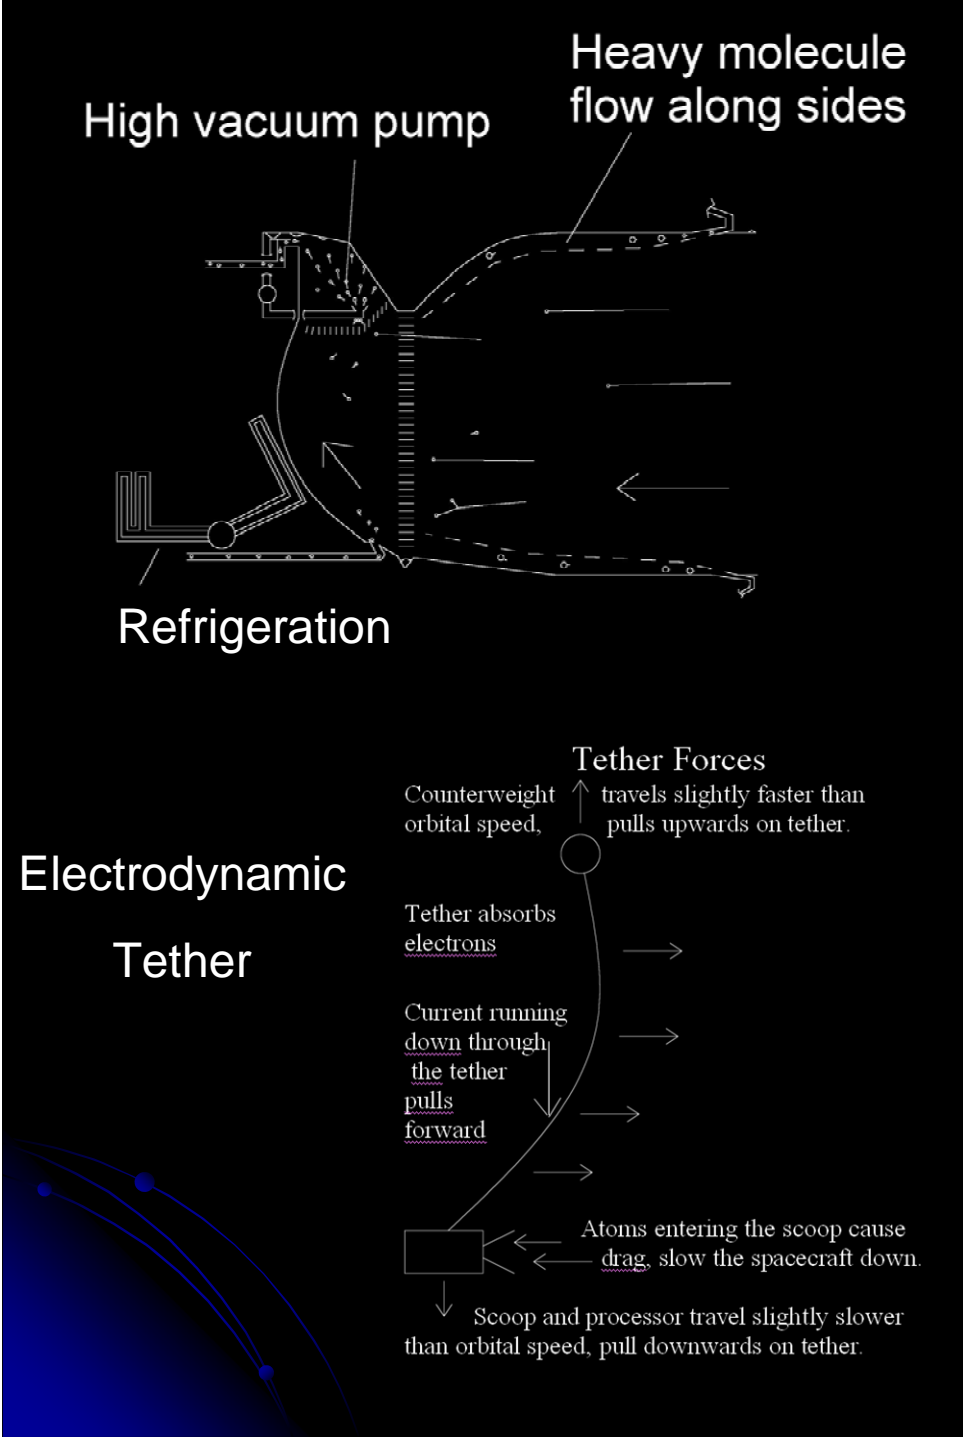 Heavy molecule
flow along sides
High vacuum pump
Refrigeration
Electrodynamic
Tether
Tether Forces
Counterweight travels slightly faster than
orbital speed, pulls upwards on tether.
Tether absorbs
electrons
Current running
down through
the tether
pulls
forward
Atoms entering the scoop cause
drag, slow the spacecraft down.
Scoop and processor travel slightly slower
than orbital speed, pull downwards on tether.